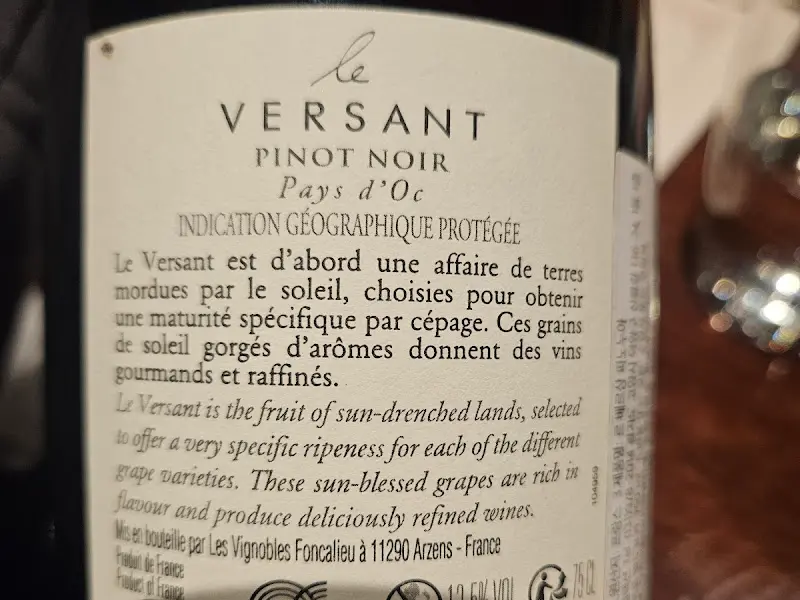 le
VERSANT
PINOT NOIR
Pays d'Oc
INDICATION GÉOGRAPHIQUE PROTÉGÉE
Le Versant est d'abord une affaire de terres
mordues par le soleil, choisies pour obtenir
une maturité spécifique par cépage. Ces grains
de soleil gorgés d'arômes donnent des vins
gourmands et raffinés.
Le Versant is the fruit of sun-drenched lands, selected
to offer a very specific ripeness for each of the different
grape varieties. These sun-blessed grapes are rich in
flavour and produce deliciously refined wines.
Mis en bouteille par Les Vignobles Foncalieu à 11290 Arzens - France
Produit de France
Product of France
12,5% VOL
75 CL
104969